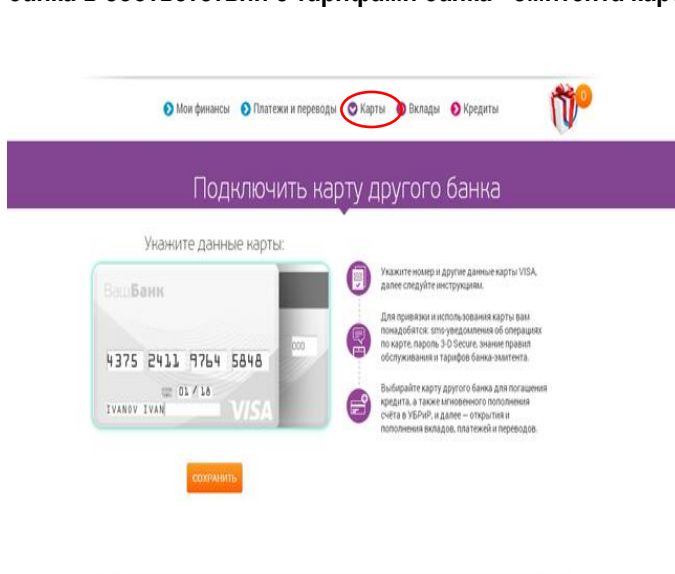 банка в соответствии с тарифами банка - эмитента кар
Мои финансы Платежи и переводы Карты Вклады Кредиты
0
Подключить карту другого банка
Укажите данные карты:
ВашБанк
000
4375 2411 9764 5848
01 / 18
IVANOV IVAN
VISA
СОХРАНИТЬ
Укажите номер и другие данные карты VISA,
далее следуйте инструкциям.
Для привязки и использования карты вам
понадобятся: sms-уведомления об операциях
по карте, пароль 3-D Secure, знание правил
обслуживания и тарифов банка-эмитента.
Выбирайте карту другого банка для погашения
кредита, а также мгновенного пополнения
счёта в УБРиР, и далее – открытия и
пополнения вкладов, платежей и переводов.